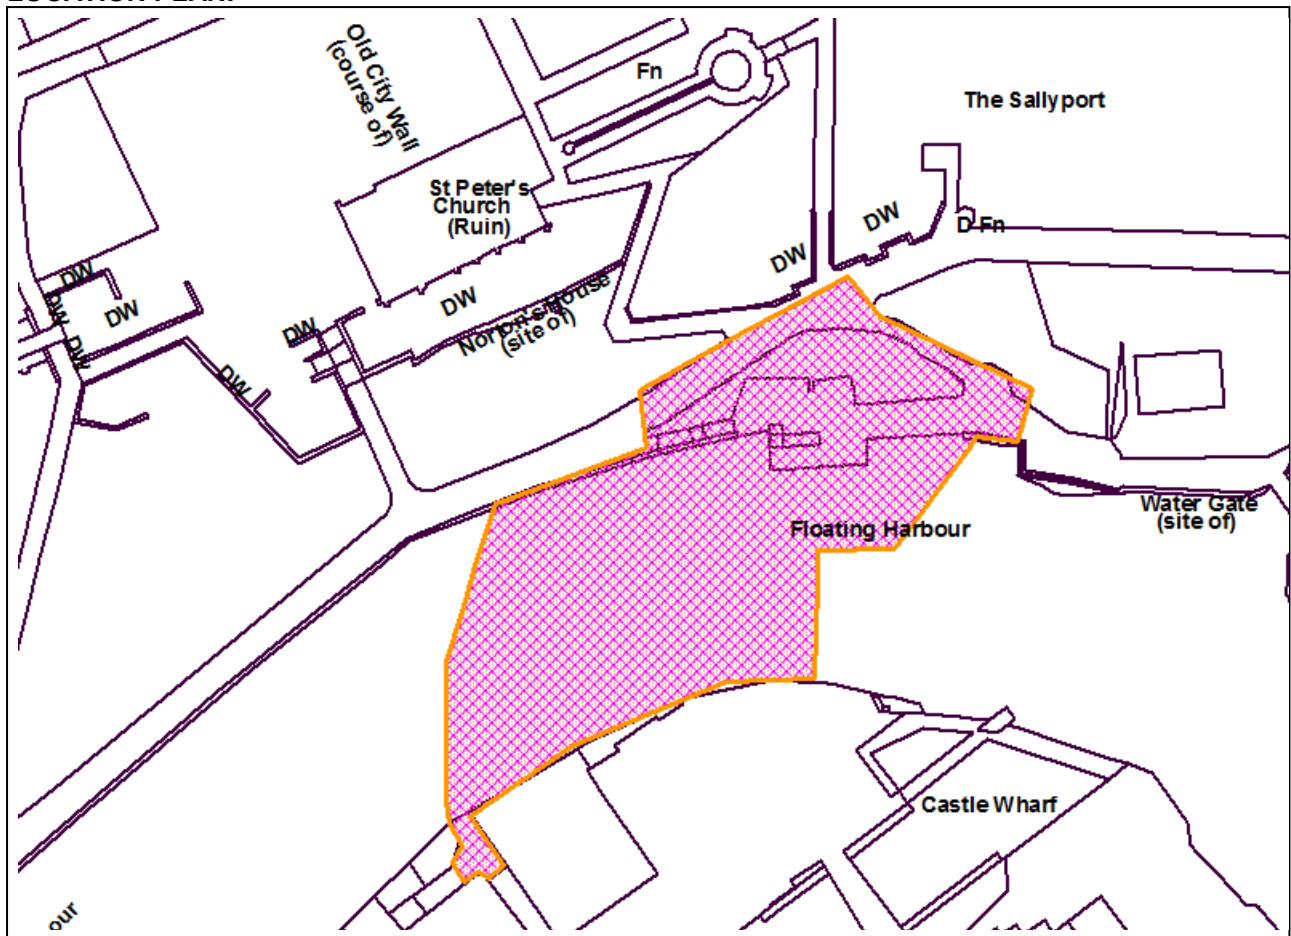 Old City Wall
(course of)
Fn
The Sallyport
St Peter's
Church
(Ruin)
DW
D Fn
DW
DW
DW
DW
DW
DW
DW
DW
Norton's House
(site of)
Water Gate
(site of)
Floating Harbour
Castle Wharf
our